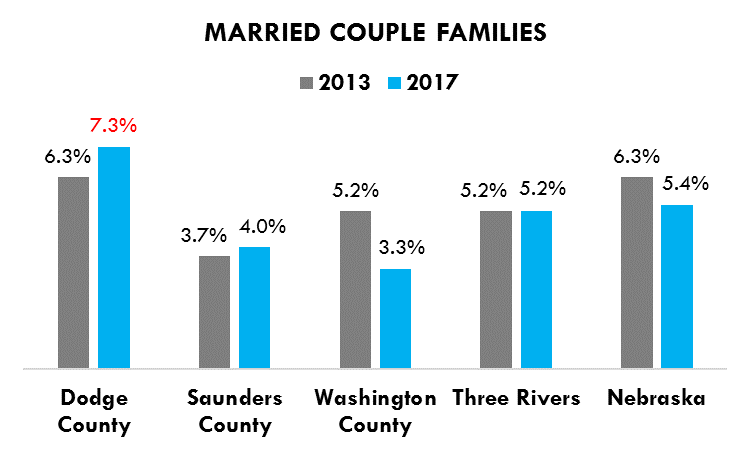 MARRIED COUPLE FAMILIES
2013 2017
6.3% 7.3%
3.7% 4.0%
5.2% 3.3%
5.2% 5.2%
6.3% 5.4%
Dodge County
Saunders County
Washington County
Three Rivers
Nebraska